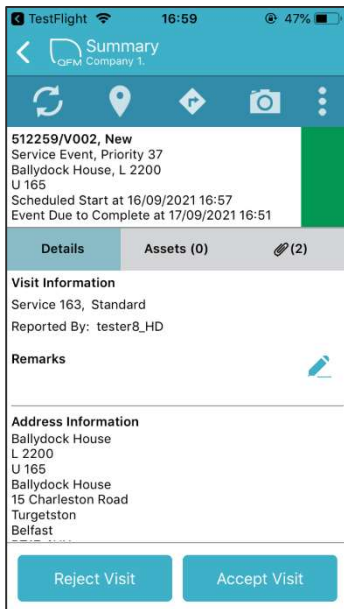 TestFlight 16:59 47%
Summary
QFM Company 1.
512259/V002, New
Service Event, Priority 37
Ballydock House, L 2200
U 165
Scheduled Start at 16/09/2021 16:57
Event Due to Complete at 17/09/2021 16:51
Details Assets (0) (2)
Visit Information
Service 163, Standard
Reported By: tester8_HD
Remarks
Address Information
Ballydock House
L 2200
U 165
Ballydock House
15 Charleston Road
Turgetston
Belfast
Reject Visit Accept Visit